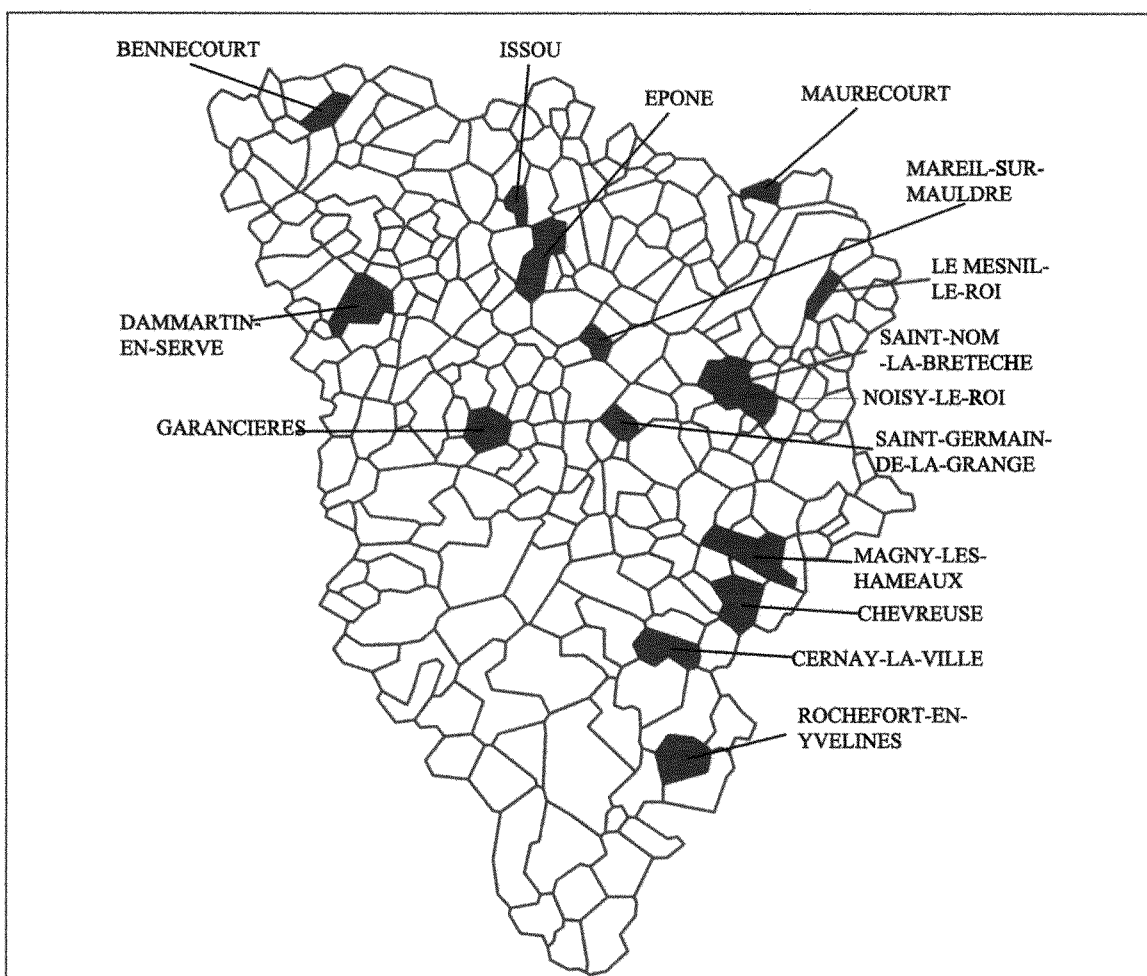 BENNECOURT
ISSOU
EPONE
MAURECOURT
MAREIL-SUR-
MAULDRE
LE MESNIL-
LE-ROI
DAMMARTIN-
EN-SERVE
SAINT-NOM
-LA-BRETECHE
NOISY-LE-ROI
GARANCIERES
SAINT-GERMAIN-
DE-LA-GRANGE
MAGNY-LES-
HAMEAUX
CHEVREUSE
CERNAY-LA-VILLE
ROCHEFORT-EN-
YVELINES